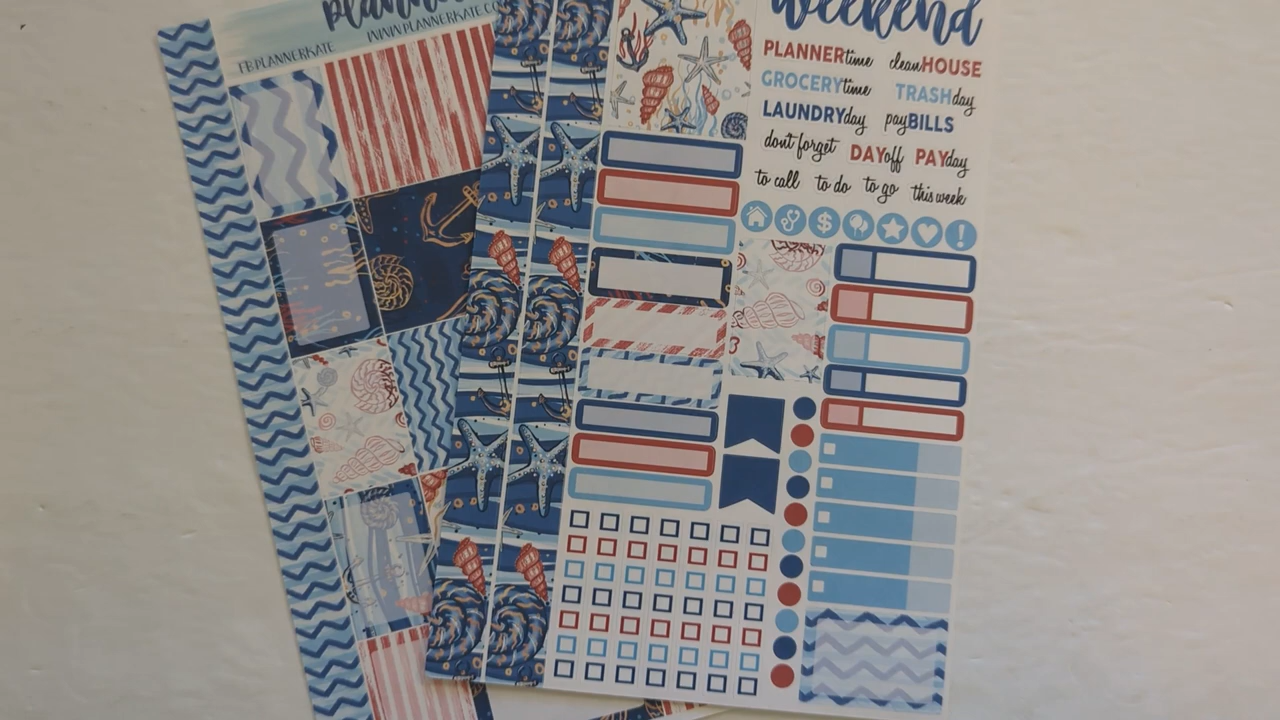 FB:PLANNERKATE
WWW.PLANNERKATE.CO
weekend
PLANNERtime cleanHOUSE
GROCERYtime TRASHday
LAUNDRYday payBILLS
don't forget DAYoff PAYday
to call to do to go this week
$ !